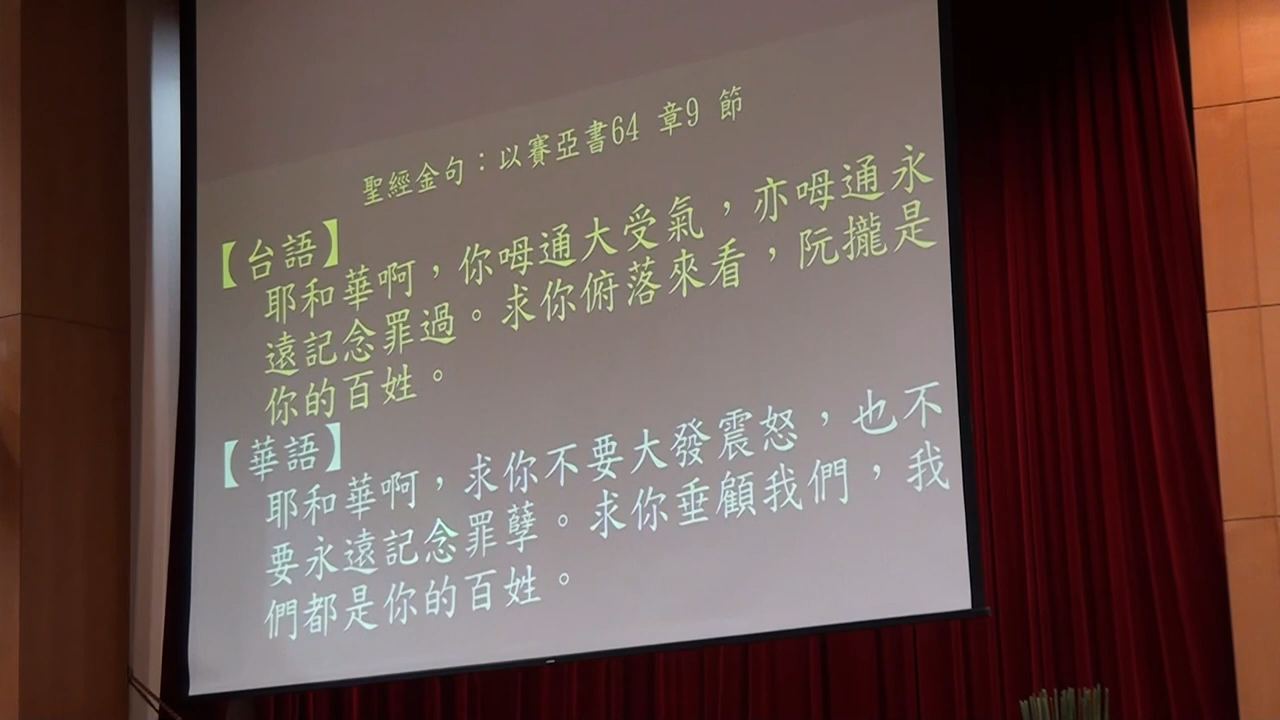 聖經金句：以賽亞書64 章9 節
【台語】
耶和華啊，你呣通大受氣，亦呣通永
遠記念罪過。求你俯落來看，阮攏是
你的百姓。
【華語】
耶和華啊，求你不要大發震怒，也不
要永遠記念罪孽。求你垂顧我們，我
們都是你的百姓。